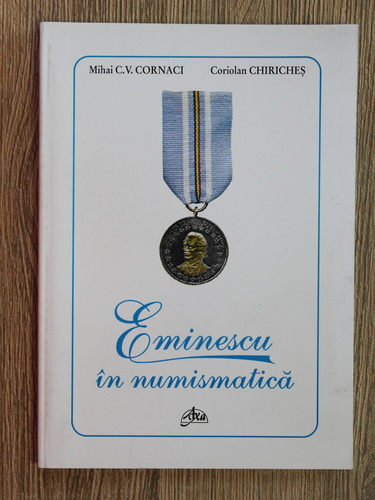 Mihai C.V. CORNACI Coriolan CHIRICHEȘ
Eminescu
în numismatică
Axa